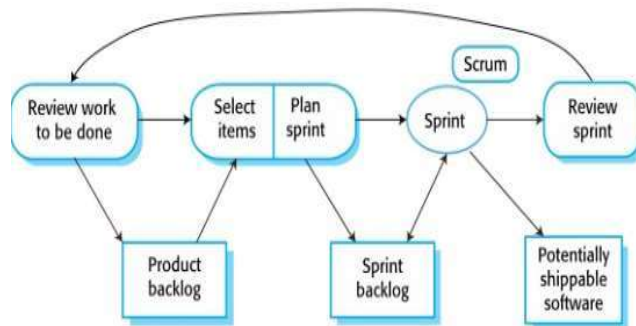 Scrum
Review work
to be done
Select
items
Plan
sprint
Sprint
Review
sprint
Product
backlog
Sprint
backlog
Potentially
shippable
software